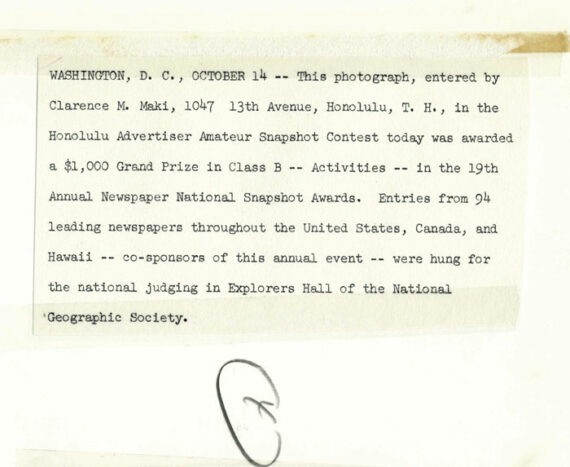 WASHINGTON, D. C., OCTOBER 14 -- This photograph, entered by
Clarence M. Maki, 1047 13th Avenue, Honolulu, T. H., in the
Honolulu Advertiser Amateur Snapshot Contest today was awarded
a $1,000 Grand Prize in Class B -- Activities -- in the 19th
Annual Newspaper National Snapshot Awards. Entries from 94
leading newspapers throughout the United States, Canada, and
Hawaii -- co-sponsors of this annual event -- were hung for
the national judging in Explorers Hall of the National
Geographic Society.